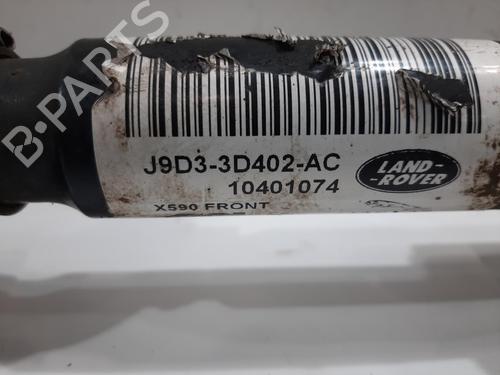 B-PARTS
J9D3-3D402-AC
10401074
LAND-
ROVER
X590 FRONT